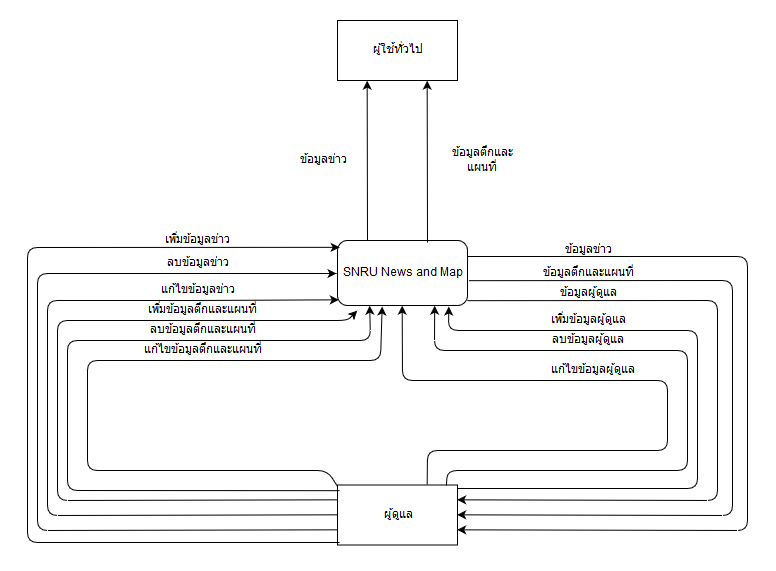 ผู้ใช้ทั่วไป
ข้อมูลข่าว
ข้อมูลตึกและ
แผนที่
เพิ่มข้อมูลข่าว
ลบข้อมูลข่าว
แก้ไขข้อมูลข่าว
เพิ่มข้อมูลตึกและแผนที่
ลบข้อมูลตึกและแผนที่
แก้ไขข้อมูลตึกและแผนที่
SNRU News and Map
ข้อมูลข่าว
ข้อมูลตึกและแผนที่
ข้อมูลผู้ดูแล
เพิ่มข้อมูลผู้ดูแล
ลบข้อมูลผู้ดูแล
แก้ไขข้อมูลผู้ดูแล
ผู้ดูแล